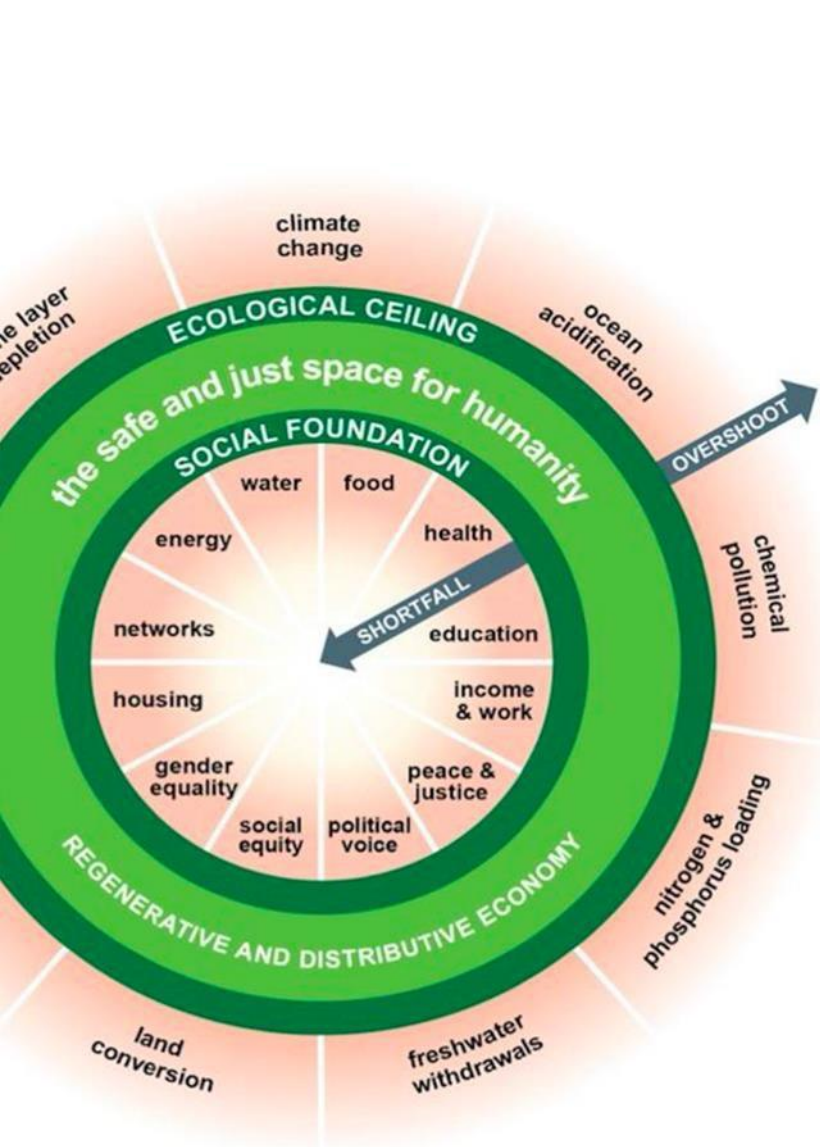 climate
change
ocean
acidification
layer
ECOLOGICAL CEILING
the safe and just space for humanity
SOCIAL FOUNDATION
OVERSHOOT
water
food
energy
health
SHORTFALL
networks
education
housing
income
& work
gender
equality
peace &
justice
social
equity
political
voice
chemical
pollution
nitrogen &
phosphorus loading
REGENERATIVE AND DISTRIBUTIVE ECONOMY
land
conversion
freshwater
withdrawals